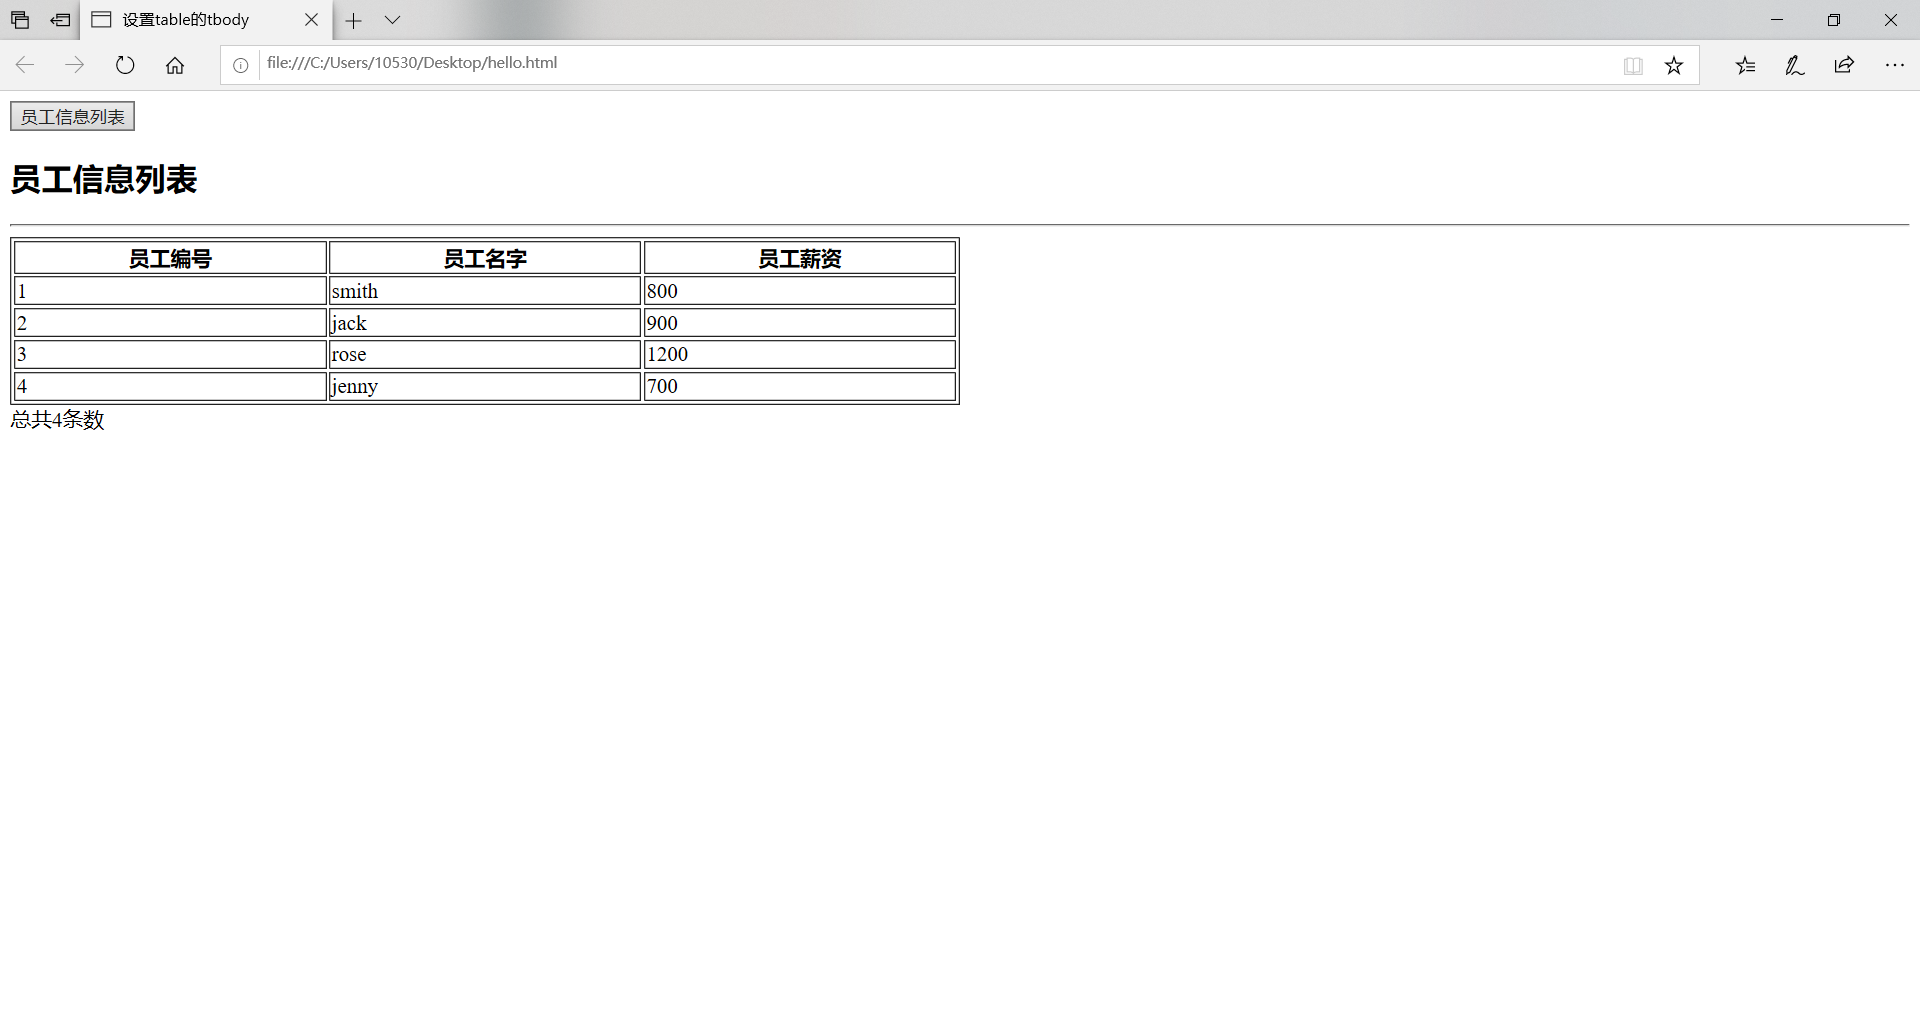 设置table的tbody
file:///C:/Users/10530/Desktop/hello.html
员工信息列表
员工信息列表
员工编号 员工名字 员工薪资
1 smith 800
2 jack 900
3 rose 1200
4 jenny 700
总共4条数